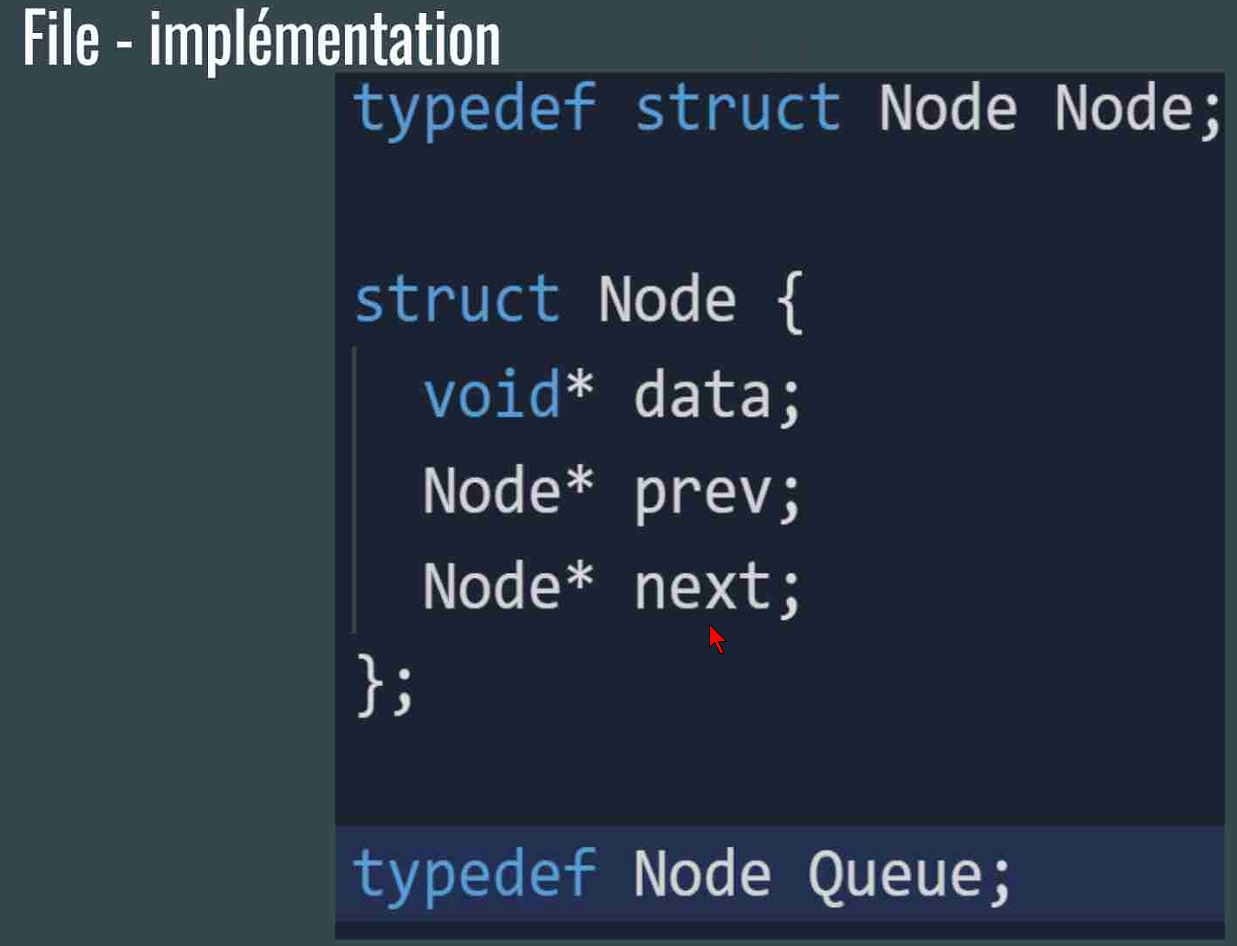 File - implémentation
typedef struct Node Node;
struct Node {
void* data;
Node* prev;
Node* next;
};
typedef Node Queue;